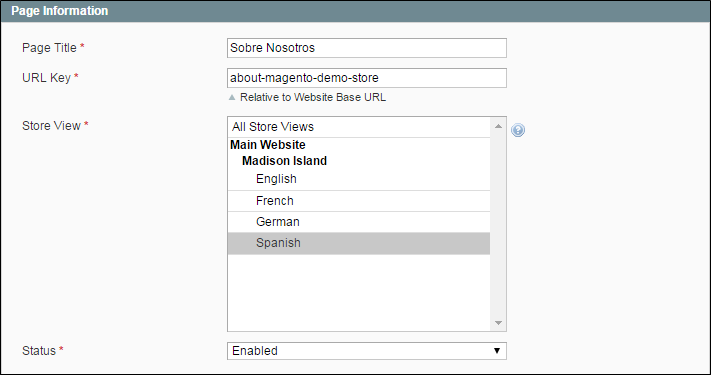 Page Information
Page Title * Sobre Nosotros
URL Key * about-magento-demo-store
Relative to Website Base URL
Store View * All Store Views
Main Website
Madison Island
English
French
German
Spanish
Status * Enabled